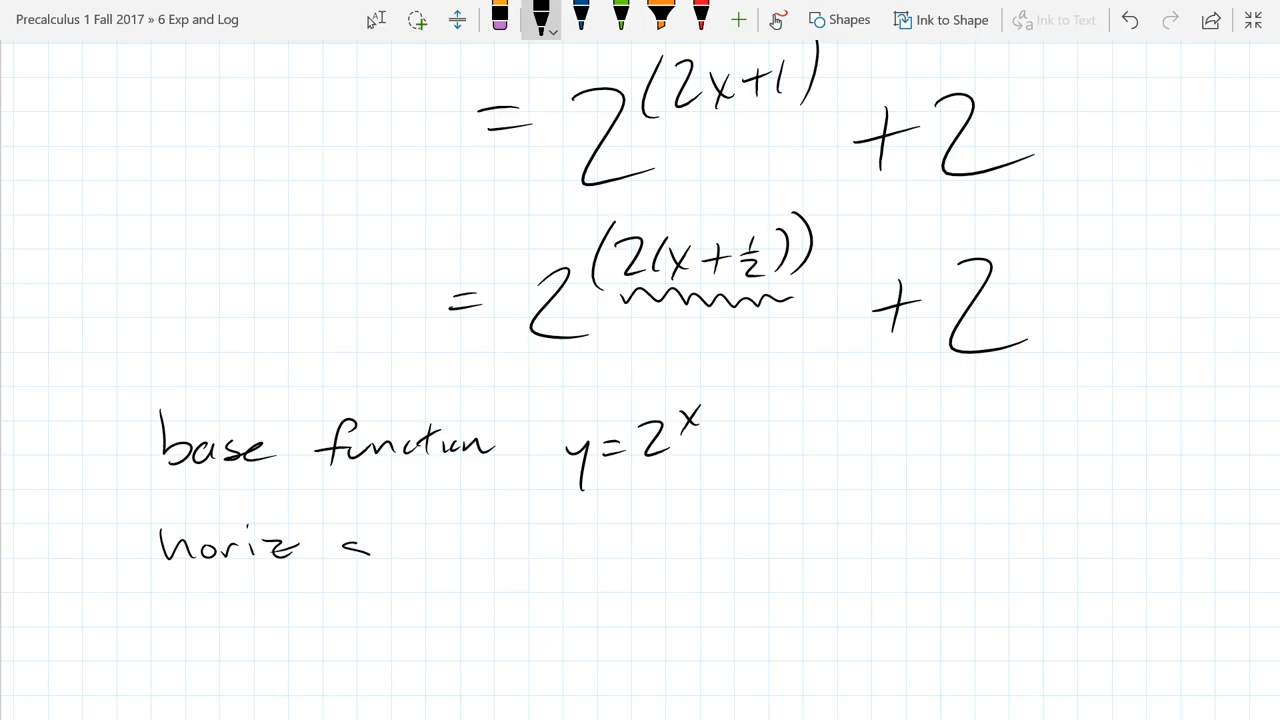 Precalculus 1 Fall 2017 » 6 Exp and Log Shapes Ink to Shape Ink to Text
= 2^(2x+1) + 2
= 2^(2(x+½)) + 2
base function y=2^x
horiz